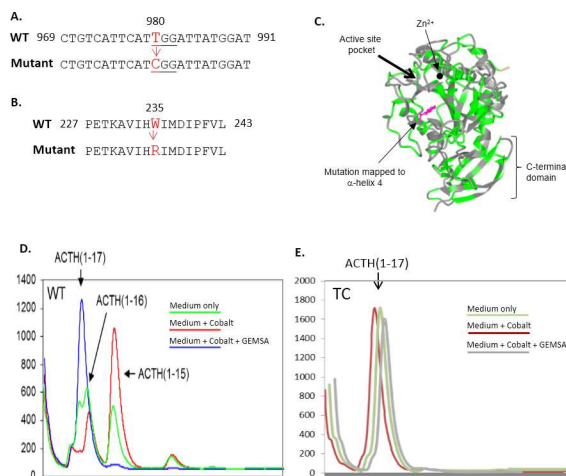 A.
980
WT 969 CTGTCATTCATTGGATTATGGAT 991
Mutant CTGTCATTCATCGGATTATGGAT
B.
235
WT 227 PETKAVIHWIMDIPFVL 243
Mutant PETKAVIHRIMDIPFVL
C.
Zn2+
Active site
pocket
Mutation mapped to
α-helix 4
C-terminal
domain
D.
ACTH(1-17)
WT
ACTH(1-16)
Medium only
Medium + Cobalt
Medium + Cobalt + GEMSA
ACTH(1-15)
1400
1200
1000
800
600
400
200
0
E.
ACTH(1-17)
TC
Medium only
Medium + Cobalt
Medium + Cobalt + GEMSA
2000
1800
1600
1400
1200
1000
800
600
400
200
0